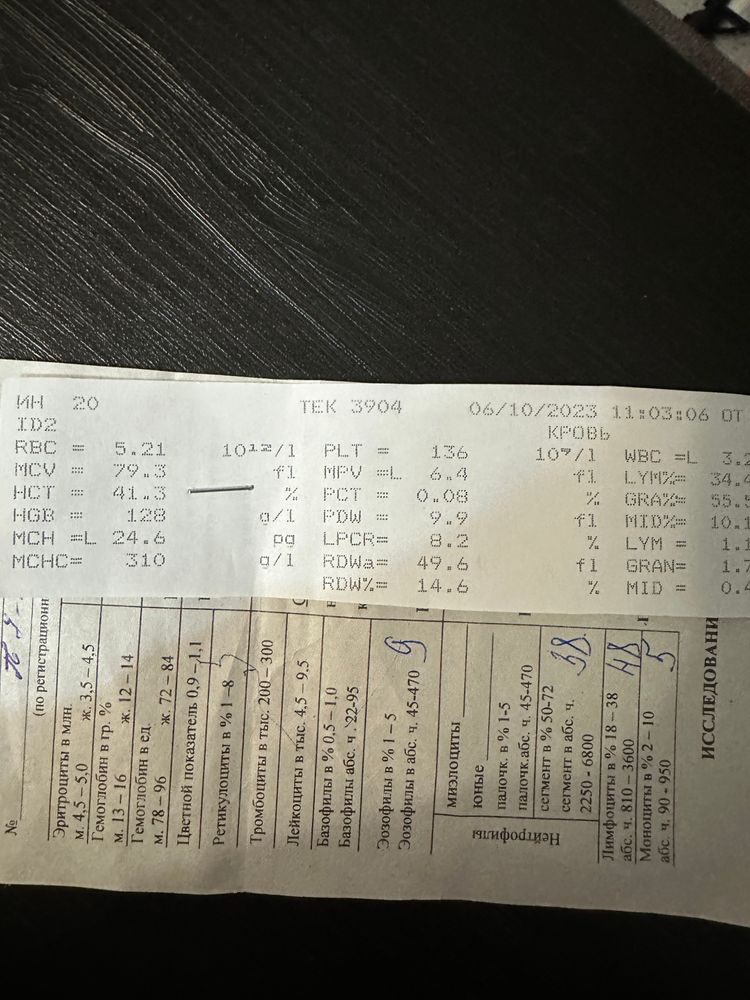 ИН 20 ТЕК 3904 06/10/2023 11:03:06 ОТ
ID2 КРОВЬ
RBC = 5.21 10¹²/l PLT = 136 10⁹/l WBC =L 3.2
MCV = 79.3 fl MPV =L 6.4 fl LYM%= 34.4
HCT = 41.3 % PCT = 0.08 % GRA%= 55.5
HGB = 128 g/l PDW = 9.9 fl MID%= 10.1
MCH =L 24.6 pg LPCR= 8.2 % LYM = 1.1
MCHC= 310 g/l RDWa= 49.6 fl GRAN= 1.7
RDW%= 14.6 % MID = 0.4
№
(по регистрационн
Эритроциты в млн.
м. 4,5 – 5.0 ж. 3,5 – 4,5
Гемоглобин в гр. %
м. 13 – 16 ж. 12 – 14
Гемоглобин в ед.
м. 78 – 96 ж. 72 – 84
Цветной показатель 0,9 –1,1
Ретикулоциты в % 1 –8
Тромбоциты в тыс. 200 – 300
Лейкоциты в тыс. 4,5 – 9,5
Базофилы в % 0,5 – 1,0
Базофилы абс. ч. 22-95
Эозофилы в % 1 – 5 9
Эозофилы в абс. ч. 45-470
Нейтрофилы
миэлоциты
юные
палочк. в % 1-5
палочк.абс. ч. 45-470
сегмент в % 50-72 38
сегмент в абс. ч.
2250 - 6800
Лимфоциты в % 18 – 38 48
абс. ч. 810 – 3600
Моноциты в % 2 – 10 5
абс. ч. 90 - 950
ИССЛЕДОВАНИ